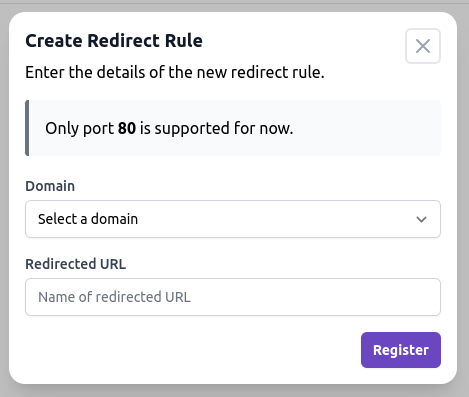 Create Redirect Rule
Enter the details of the new redirect rule.
Only port 80 is supported for now.
Domain
Select a domain
Redirected URL
Name of redirected URL
Register